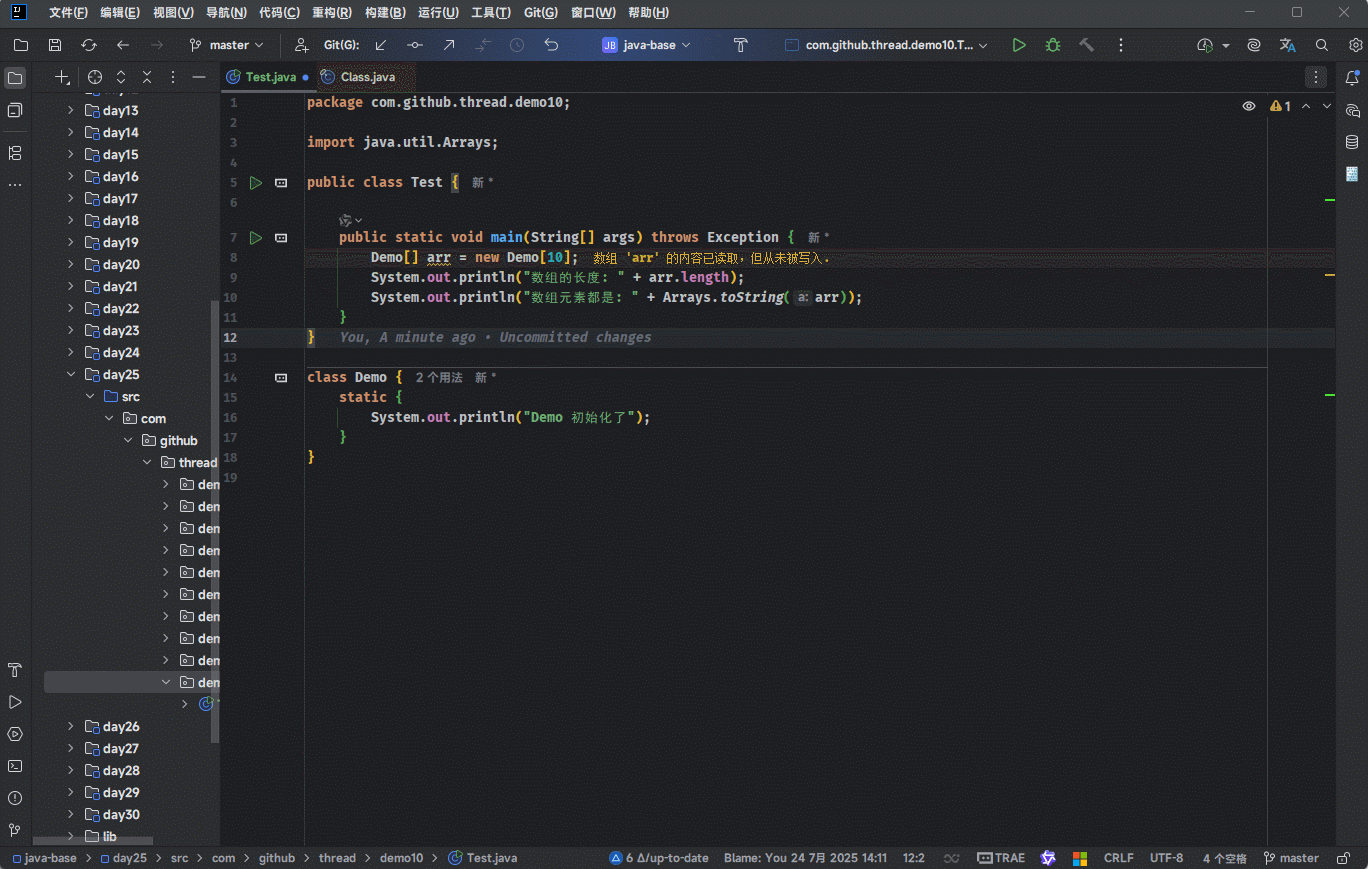 文件(F) 编辑(E) 视图(V) 导航(N) 代码(C) 重构(R) 构建(B) 运行(U) 工具(T) Git(G) 窗口(W) 帮助(H)
master Git(G): JB java-base com.github.thread.demo10.T...
Test.java Class.java
day13
day14
day15
day16
day17
day18
day19
day20
day21
day22
day23
day24
day25
src
com
github
thread
den
den
den
den
den
den
den
den
den
den
day26
day27
day28
day29
day30
lib
1 package com.github.thread.demo10;
1
2
3 import java.util.Arrays;
4
5 public class Test { 新 *
6
7 public static void main(String[] args) throws Exception { 新 *
8 Demo[] arr = new Demo[10]; 数组 'arr' 的内容已读取，但从未被写入.
9 System.out.println("数组的长度: " + arr.length);
10 System.out.println("数组元素都是: " + Arrays.toString( a: arr));
11 }
12 } You, A minute ago • Uncommitted changes
13
14 class Demo { 2 个用法 新 *
15 static {
16 System.out.println("Demo 初始化了");
17 }
18 }
19
java-base > day25 > src > com > github > thread > demo10 > Test.java 6 Δ/up-to-date Blame: You 24 7月 2025 14:11 12:2 TRAE CRLF UTF-8 4 个空格 master